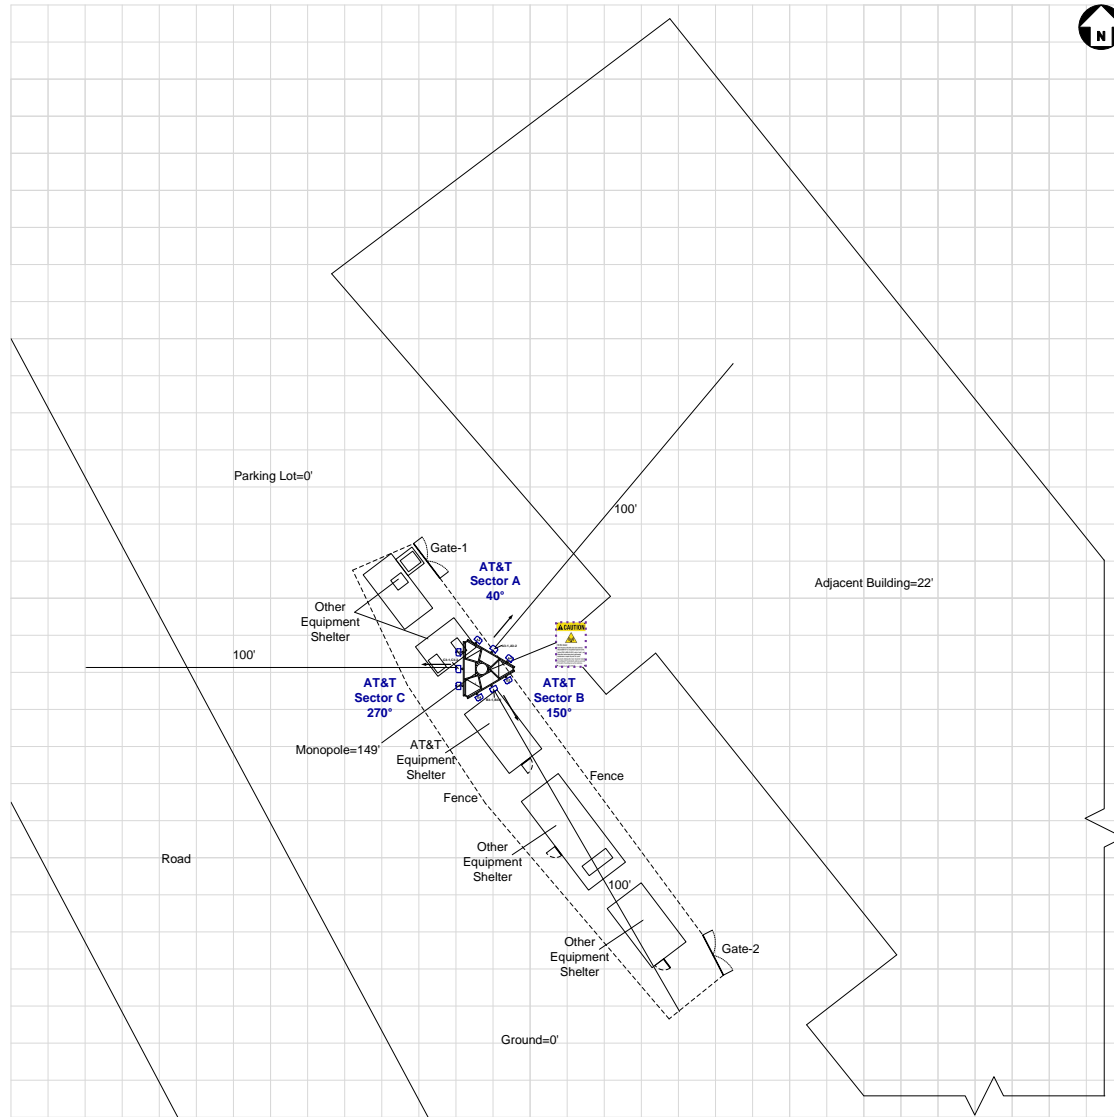 N
Parking Lot=0'
100'
Gate-1
AT&T
Sector A
40°
Adjacent Building=22'
Other
Equipment
Shelter
CAUTION
100'
AT&T
Sector C
270°
AT&T
Sector B
150°
Monopole=149'
AT&T
Equipment
Shelter
Fence
Fence
Road
Other
Equipment
Shelter
100'
Other
Equipment
Shelter
Gate-2
Ground=0'